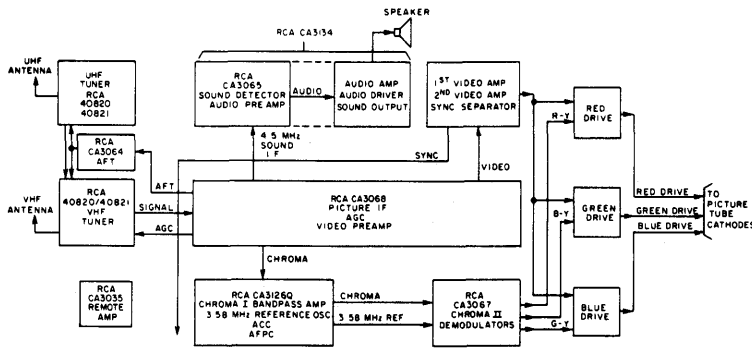 SPEAKER
RCA CA3134
UHF
ANTENNA
UHF
TUNER
RCA
40820
40821
RCA
CA3065
SOUND DETECTOR
AUDIO PREAMP
AUDIO
AUDIO AMP
AUDIO DRIVER
SOUND OUTPUT
1ST VIDEO AMP
2ND VIDEO AMP
SYNC SEPARATOR
RED
DRIVE
R-Y
RCA
CA3064
AFT
4.5 MHz
SOUND
IF
SYNC
VIDEO
AFT
VHF
ANTENNA
RCA
40820/40821
VHF
TUNER
SIGNAL
AGC
RCA CA3068
PICTURE IF
AGC
VIDEO PREAMP
B-Y
GREEN
DRIVE
RED DRIVE
GREEN DRIVE
BLUE DRIVE
TO
PICTURE
TUBE
CATHODES
CHROMA
RCA
CA3035
REMOTE
AMP
RCA CA3126Q
CHROMA I BANDPASS AMP
3 58 MHz REFERENCE OSC
ACC
AFPC
CHROMA
3 58 MHz REF
RCA
CA3067
CHROMA II
DEMODULATORS
G-Y
BLUE
DRIVE